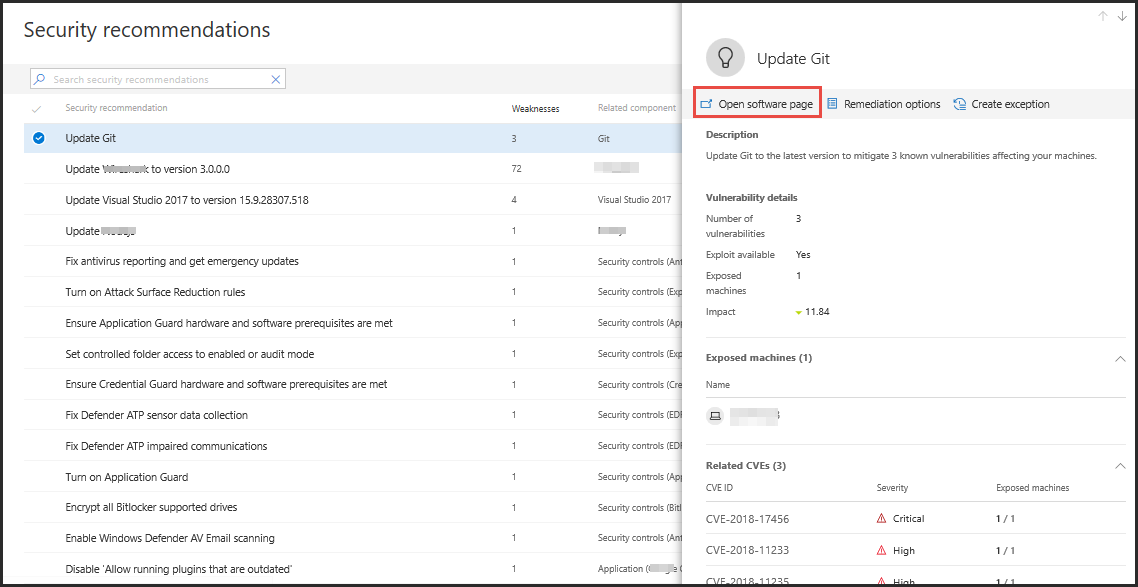 Security recommendations
Search security recommendations
Security recommendation Weaknesses Related component
Update Git 3 Git
Update to version 3.0.0.0 72
Update Visual Studio 2017 to version 15.9.28307.518 4 Visual Studio 2017
Update 1
Fix antivirus reporting and get emergency updates 1 Security controls (Ant
Turn on Attack Surface Reduction rules 1 Security controls (Exp
Ensure Application Guard hardware and software prerequisites are met 1 Security controls (App
Set controlled folder access to enabled or audit mode 1 Security controls (Exp
Ensure Credential Guard hardware and software prerequisites are met 1 Security controls (Cre
Fix Defender ATP sensor data collection 1 Security controls (EDR
Fix Defender ATP impaired communications 1 Security controls (EDR
Turn on Application Guard 1 Security controls (App
Encrypt all Bitlocker supported drives 1 Security controls (Bitl
Enable Windows Defender AV Email scanning 1 Security controls (Ant
Disable 'Allow running plugins that are outdated' 1 Application (
Update Git
Open software page Remediation options Create exception
Description
Update Git to the latest version to mitigate 3 known vulnerabilities affecting your machines.
Vulnerability details
Number of 3
vulnerabilities
Exploit available Yes
Exposed 1
machines
Impact 11.84
Exposed machines (1)
Name
Related CVEs (3)
CVE ID Severity Exposed machines
CVE-2018-17456 Critical 1 / 1
CVE-2018-11233 High 1 / 1
CVE-2018-11235 High 1 / 1